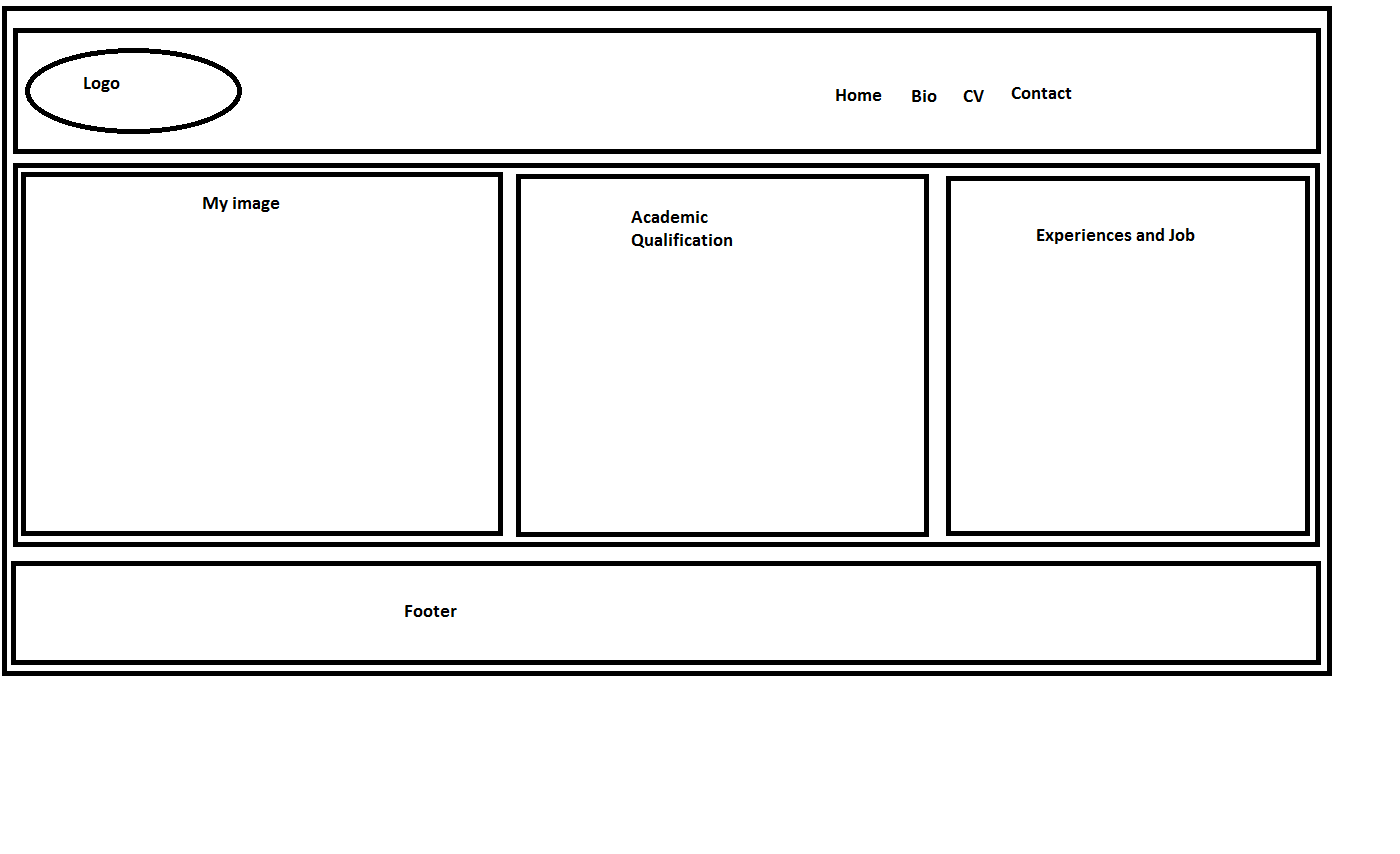 Logo
Home Bio CV Contact
My image
Academic
Qualification
Experiences and Job
Footer